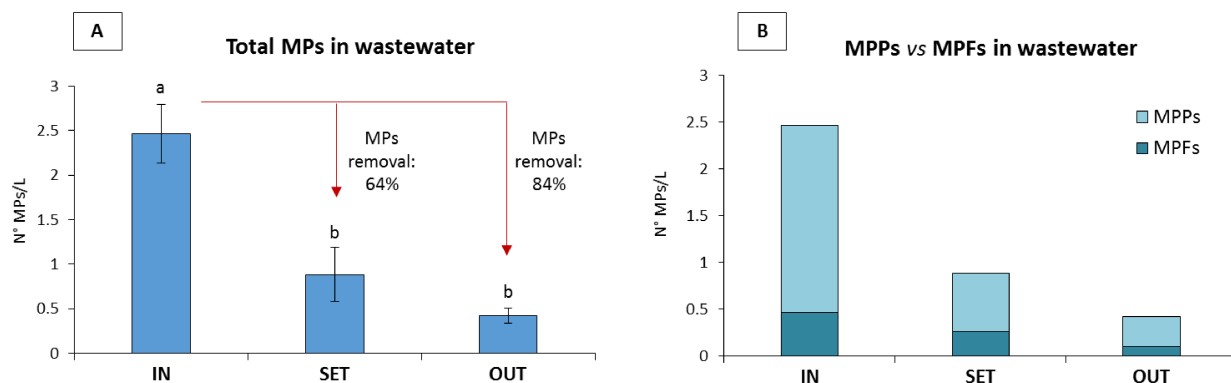 A
Total MPs in wastewater
N° MPs/L
3
2.5
2
1.5
1
0.5
0
a
b
b
MPs
removal:
64%
MPs
removal:
84%
IN
SET
OUT
B
MPPs vs MPFs in wastewater
N° MPs/L
3
2.5
2
1.5
1
0.5
0
MPPs
MPFs
IN
SET
OUT